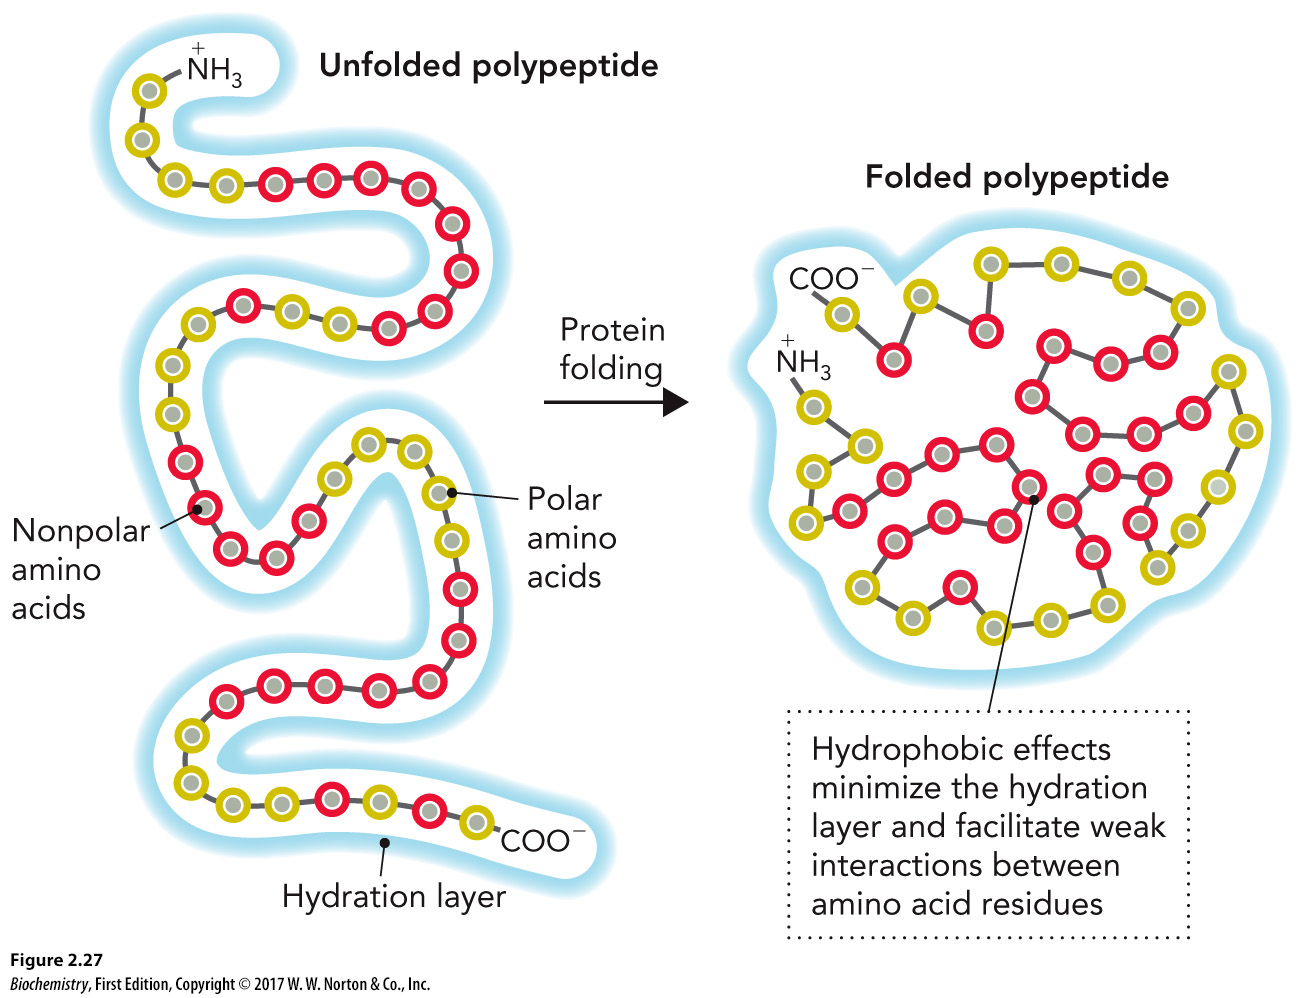 Unfolded polypeptide
+
NH3
Folded polypeptide
COO−
+
NH3
Protein
folding
Nonpolar
amino
acids
Polar
amino
acids
COO−
Hydration layer
Hydrophobic effects
minimize the hydration
layer and facilitate weak
interactions between
amino acid residues
Figure 2.27
Biochemistry, First Edition, Copyright © 2017 W. W. Norton & Co., Inc.